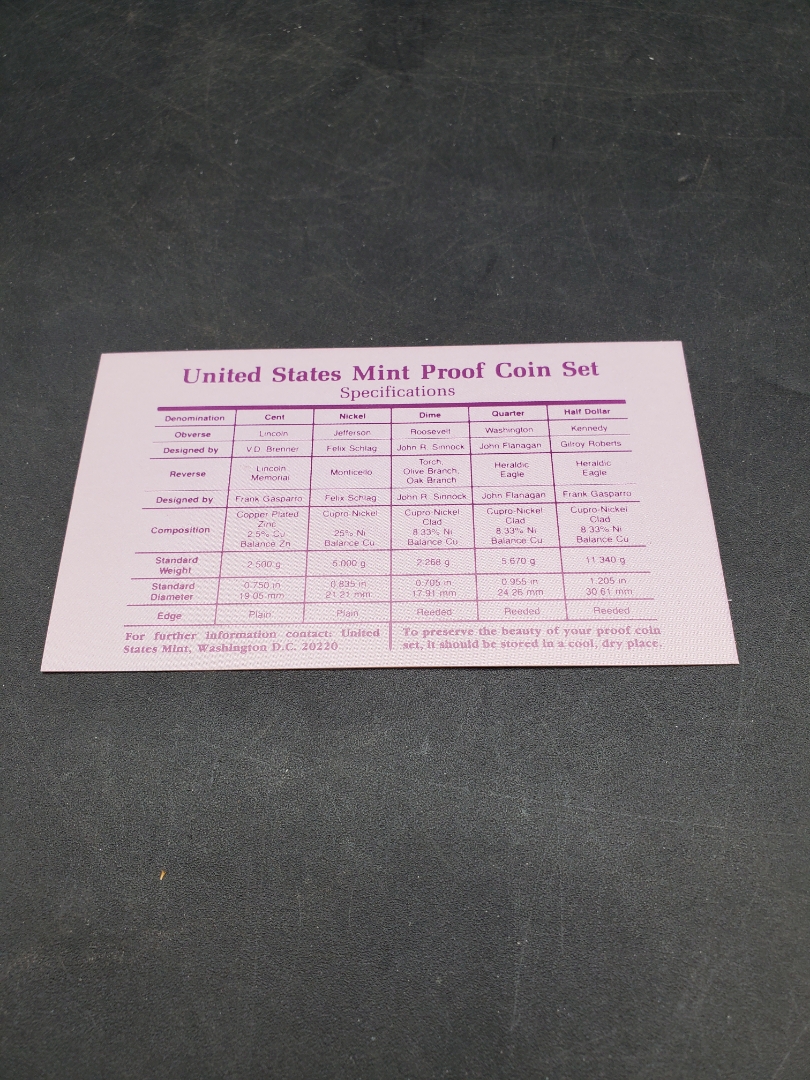 United States Mint Proof Coin Set
Specifications
Denomination Cent Nickel Dime Quarter Half Dollar
Obverse Lincoln Jefferson Roosevelt Washington Kennedy
Designed by V.D. Brenner Felix Schlag John R. Sinnock John Flanagan Gilroy Roberts
Reverse Lincoln Memorial Monticello Torch, Olive Branch, Oak Branch Heraldic Eagle Heraldic Eagle
Designed by Frank Gasparro Felix Schlag John R. Sinnock John Flanagan Frank Gasparro
Composition Copper Plated Zinc 2.5% Cu Balance Zn Cupro-Nickel 25% Ni Balance Cu Cupro-Nickel Clad 8.33% Ni Balance Cu Cupro-Nickel Clad 8.33% Ni Balance Cu Cupro-Nickel Clad 8.33% Ni Balance Cu
Standard Weight 2.500 g 5.000 g 2.268 g 5.670 g 11.340 g
Standard Diameter 0.750 in 19.05 mm 0.835 in 21.21 mm 0.705 in 17.91 mm 0.955 in 24.26 mm 1.205 in 30.61 mm
Edge Plain Plain Reeded Reeded Reeded
For further information contact: United
States Mint, Washington D.C. 20220
To preserve the beauty of your proof coin
set, it should be stored in a cool, dry place.